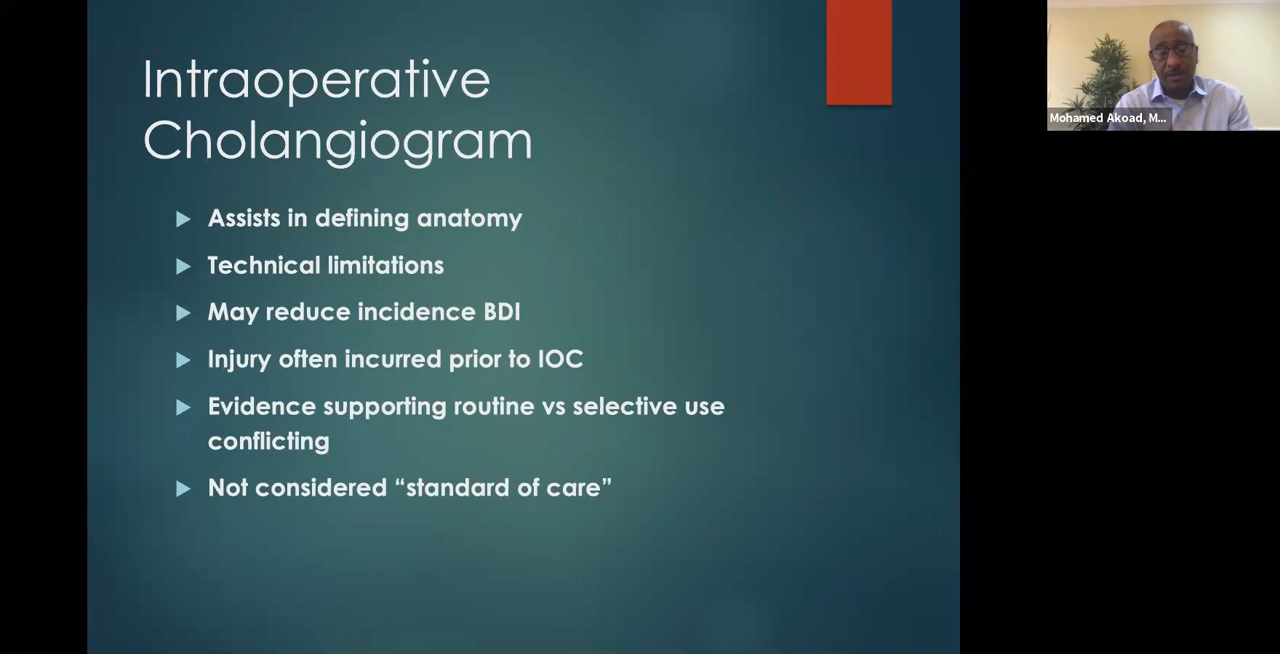 Intraoperative
Cholangiogram
Assists in defining anatomy
Technical limitations
May reduce incidence BDI
Injury often incurred prior to IOC
Evidence supporting routine vs selective use
conflicting
Not considered “standard of care”
Mohamed Akoad, M...